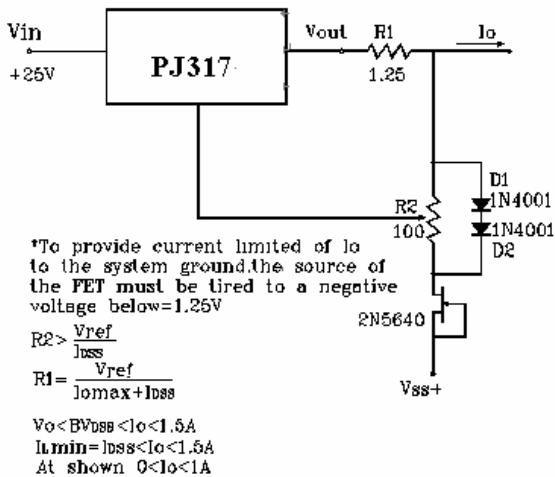 Vin
+25V
PJ317
Vout
R1
1.25
Io
R2
100
D1
1N4001
1N4001
D2
2N5640
Vss+
*To provide current limited of Io
to the system ground.the source of
the FET must be tired to a negative
voltage below=1.25V
R2> Vref
IDSS
R1= Vref
Iomax+IDSS
Vo<BVDSS<Io<1.5A
ILmin=IDSS<Io<1.5A
At shown 0<Io<1A